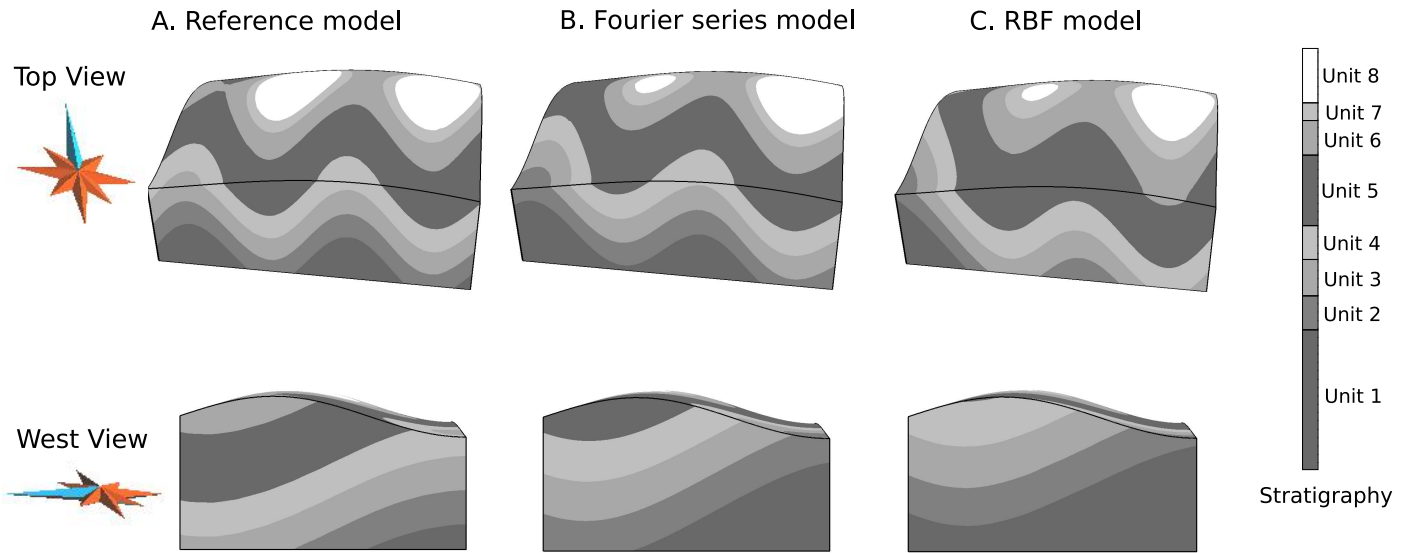 A. Reference model
B. Fourier series model
C. RBF model
Top View
Unit 8
Unit 7
Unit 6
Unit 5
Unit 4
Unit 3
Unit 2
Unit 1
West View
Stratigraphy